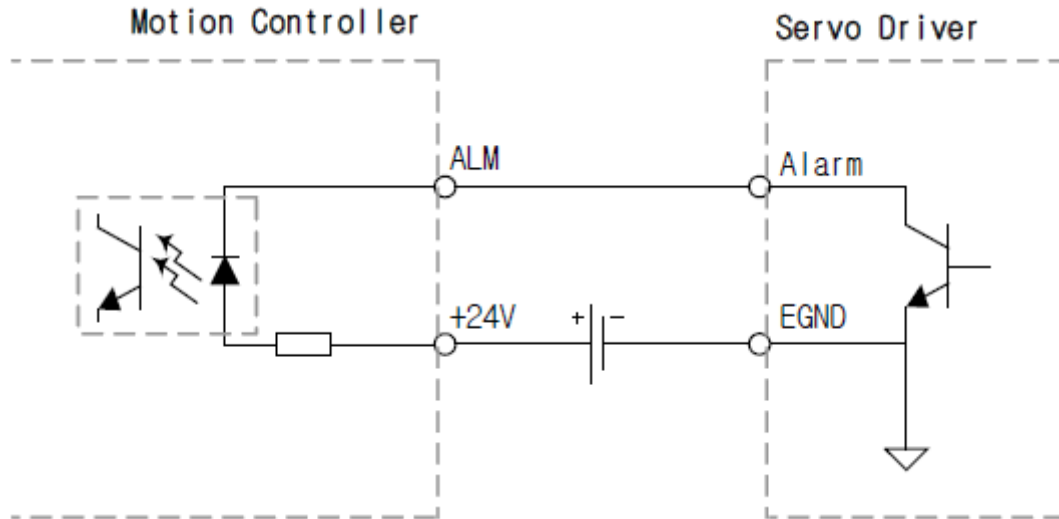 Motion Controller
Servo Driver
ALM
Alarm
+24V
+
-
EGND